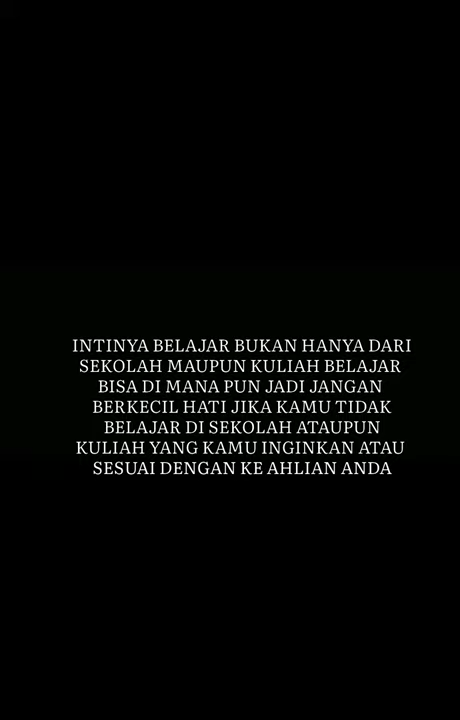 INTINYA BELAJAR BUKAN HANYA DARI
SEKOLAH MAUPUN KULIAH BELAJAR
BISA DI MANA PUN JADI JANGAN
BERKECIL HATI JIKA KAMU TIDAK
BELAJAR DI SEKOLAH ATAUPUN
KULIAH YANG KAMU INGINKAN ATAU
SESUAI DENGAN KE AHLIAN ANDA